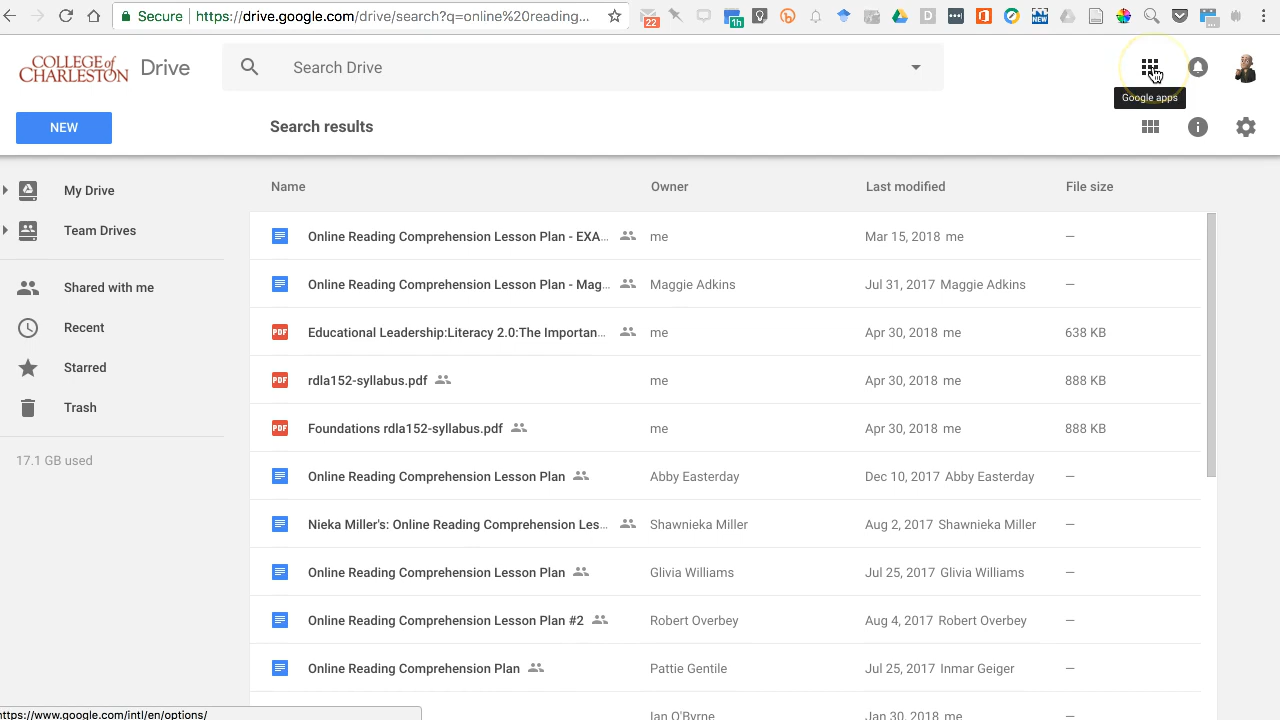 Secure https://drive.google.com/drive/search?q=online%20reading...
22
1h
NEW
COLLEGE of
CHARLESTON
Drive
Search Drive
Google apps
NEW
Search results
My Drive
Team Drives
Shared with me
Recent
Starred
Trash
17.1 GB used
Name Owner Last modified File size
Online Reading Comprehension Lesson Plan - EXA... me Mar 15, 2018 me —
Online Reading Comprehension Lesson Plan - Mag... Maggie Adkins Jul 31, 2017 Maggie Adkins —
PDF Educational Leadership:Literacy 2.0:The Importan... me Apr 30, 2018 me 638 KB
PDF rdla152-syllabus.pdf me Apr 30, 2018 me 888 KB
PDF Foundations rdla152-syllabus.pdf me Apr 30, 2018 me 888 KB
Online Reading Comprehension Lesson Plan Abby Easterday Dec 10, 2017 Abby Easterday —
Nieka Miller's: Online Reading Comprehension Les... Shawnieka Miller Aug 2, 2017 Shawnieka Miller —
Online Reading Comprehension Lesson Plan Glivia Williams Jul 25, 2017 Glivia Williams —
Online Reading Comprehension Lesson Plan #2 Robert Overbey Aug 4, 2017 Robert Overbey —
Online Reading Comprehension Plan Pattie Gentile Jul 25, 2017 Inmar Geiger —
Ian O'Byrne Jan 30, 2018 me —
https://www.google.com/intl/en/options/